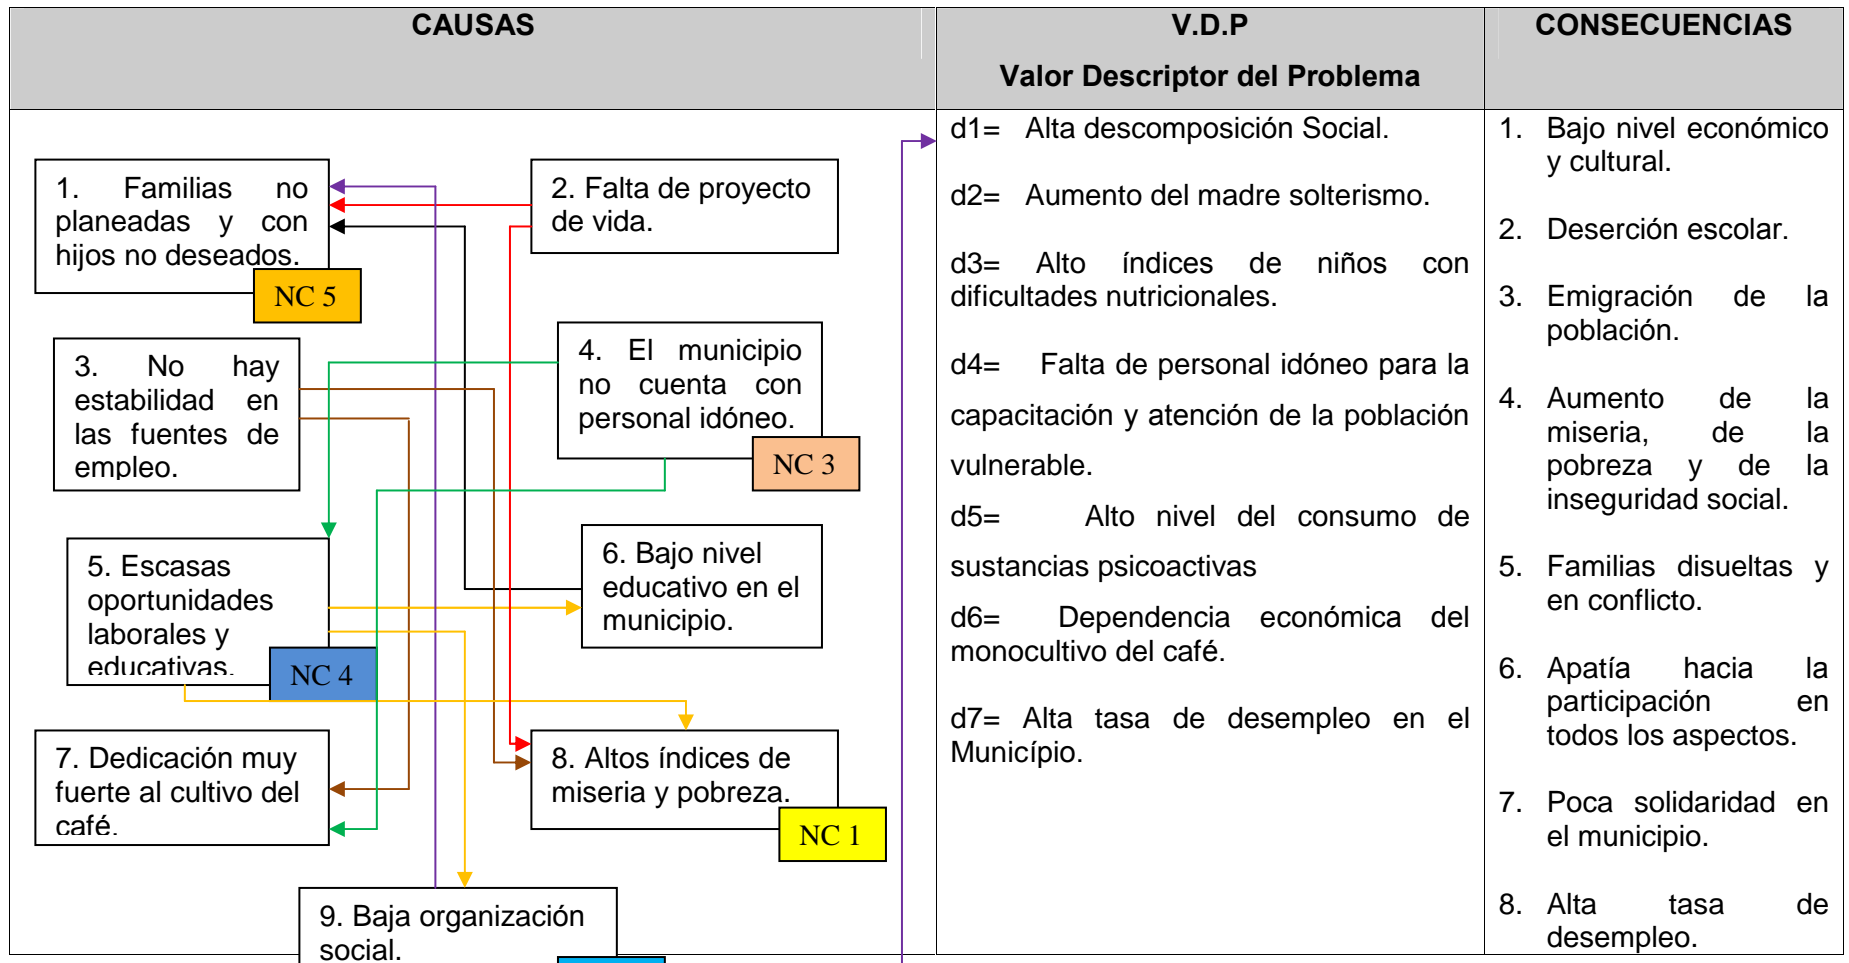 CAUSAS
V.D.P
Valor Descriptor del Problema
CONSECUENCIAS
1. Familias no
planeadas y con
hijos no deseados.
NC 5
2. Falta de proyecto
de vida.
3. No hay
estabilidad en
las fuentes de
empleo.
4. El municipio
no cuenta con
personal idóneo.
NC 3
5. Escasas
oportunidades
laborales y
educativas.
NC 4
6. Bajo nivel
educativo en el
municipio.
7. Dedicación muy
fuerte al cultivo del
café.
8. Altos índices de
miseria y pobreza.
NC 1
9. Baja organización
social.
d1= Alta descomposición Social.
d2= Aumento del madre solterismo.
d3= Alto índices de niños con
dificultades nutricionales.
d4= Falta de personal idóneo para la
capacitación y atención de la población
vulnerable.
d5= Alto nivel del consumo de
sustancias psicoactivas
d6= Dependencia económica del
monocultivo del café.
d7= Alta tasa de desempleo en el
Município.
1. Bajo nivel económico
y cultural.
2. Deserción escolar.
3. Emigración de la
población.
4. Aumento de la
miseria, de la
pobreza y de la
inseguridad social.
5. Familias disueltas y
en conflicto.
6. Apatía hacia la
participación en
todos los aspectos.
7. Poca solidaridad en
el municipio.
8. Alta tasa de
desempleo.